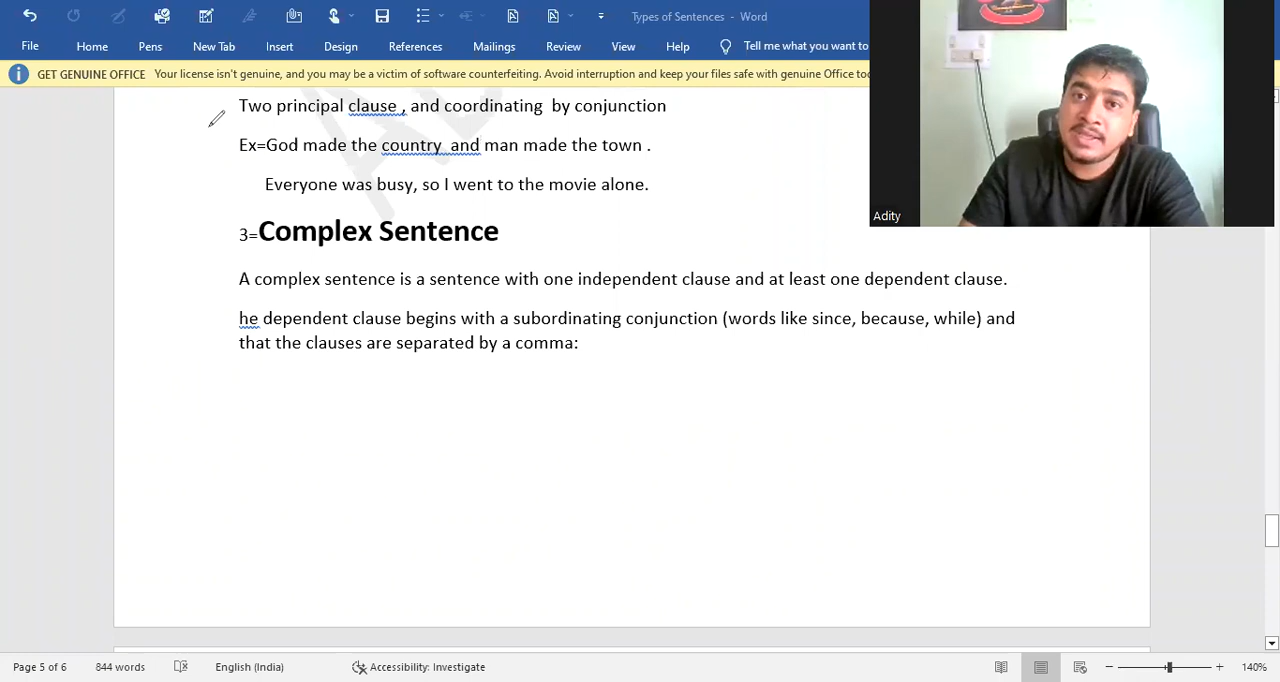 Types of Sentences - Word
File Home Pens New Tab Insert Design References Mailings Review View Help Tell me what you want to
GET GENUINE OFFICE Your license isn't genuine, and you may be a victim of software counterfeiting. Avoid interruption and keep your files safe with genuine Office
Two principal clause , and coordinating by conjunction
Ex=God made the country and man made the town .
Everyone was busy, so I went to the movie alone.
Adity
3=Complex Sentence
A complex sentence is a sentence with one independent clause and at least one dependent clause.
he dependent clause begins with a subordinating conjunction (words like since, because, while) and
that the clauses are separated by a comma:
Page 5 of 6 844 words English (India) Accessibility: Investigate 140%